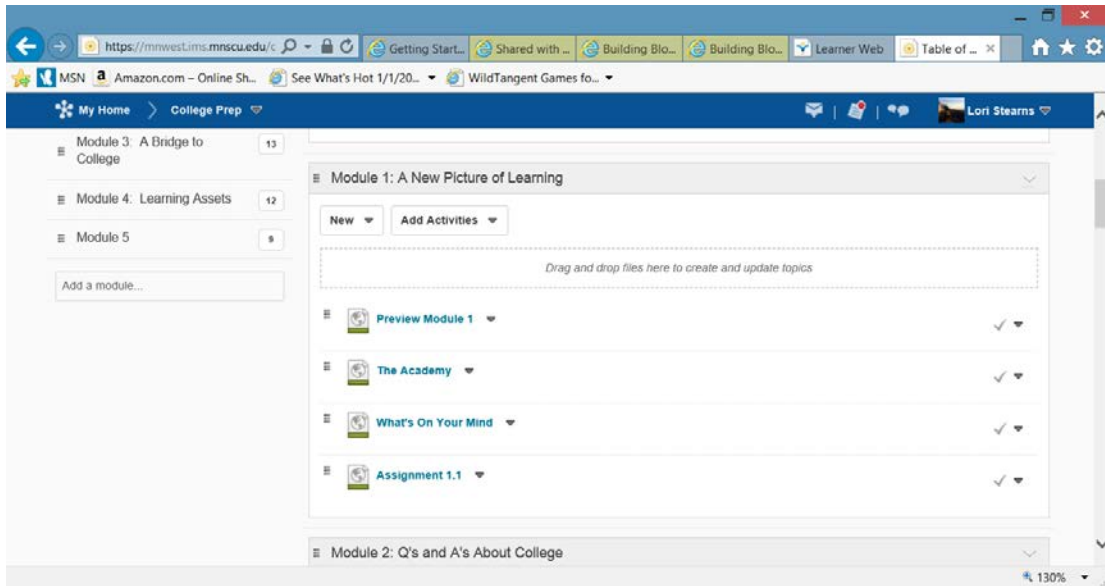 https://mnwest.ims.mnscu.edu/c
Getting Start...
Shared with ...
Building Blo...
Building Blo...
Learner Web
Table of ...
MSN
Amazon.com – Online Sh...
See What's Hot 1/1/20...
WildTangent Games fo...
My Home
College Prep
Lori Stearns
Module 3: A Bridge to
College
13
Module 4: Learning Assets
12
Module 5
9
Add a module...
Module 1: A New Picture of Learning
New
Add Activities
Drag and drop files here to create and update topics
Preview Module 1
The Academy
What's On Your Mind
Assignment 1.1
Module 2: Q's and A's About College
130%